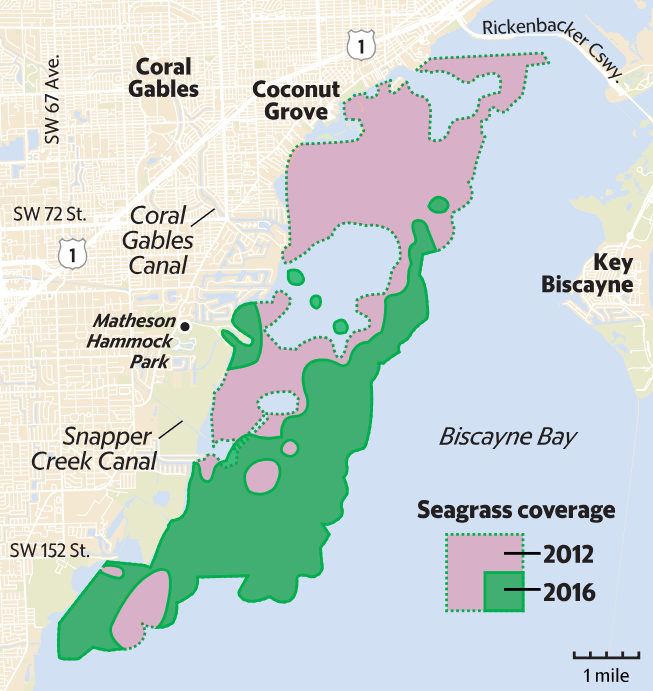 Rickenbacker Cswy.
1
SW 67 Ave.
Coral
Gables
Coconut
Grove
SW 72 St.
Coral
Gables
Canal
1
Key
Biscayne
Matheson
Hammock
Park
Snapper
Creek Canal
Biscayne Bay
Seagrass coverage
2012
2016
SW 152 St.
1 mile